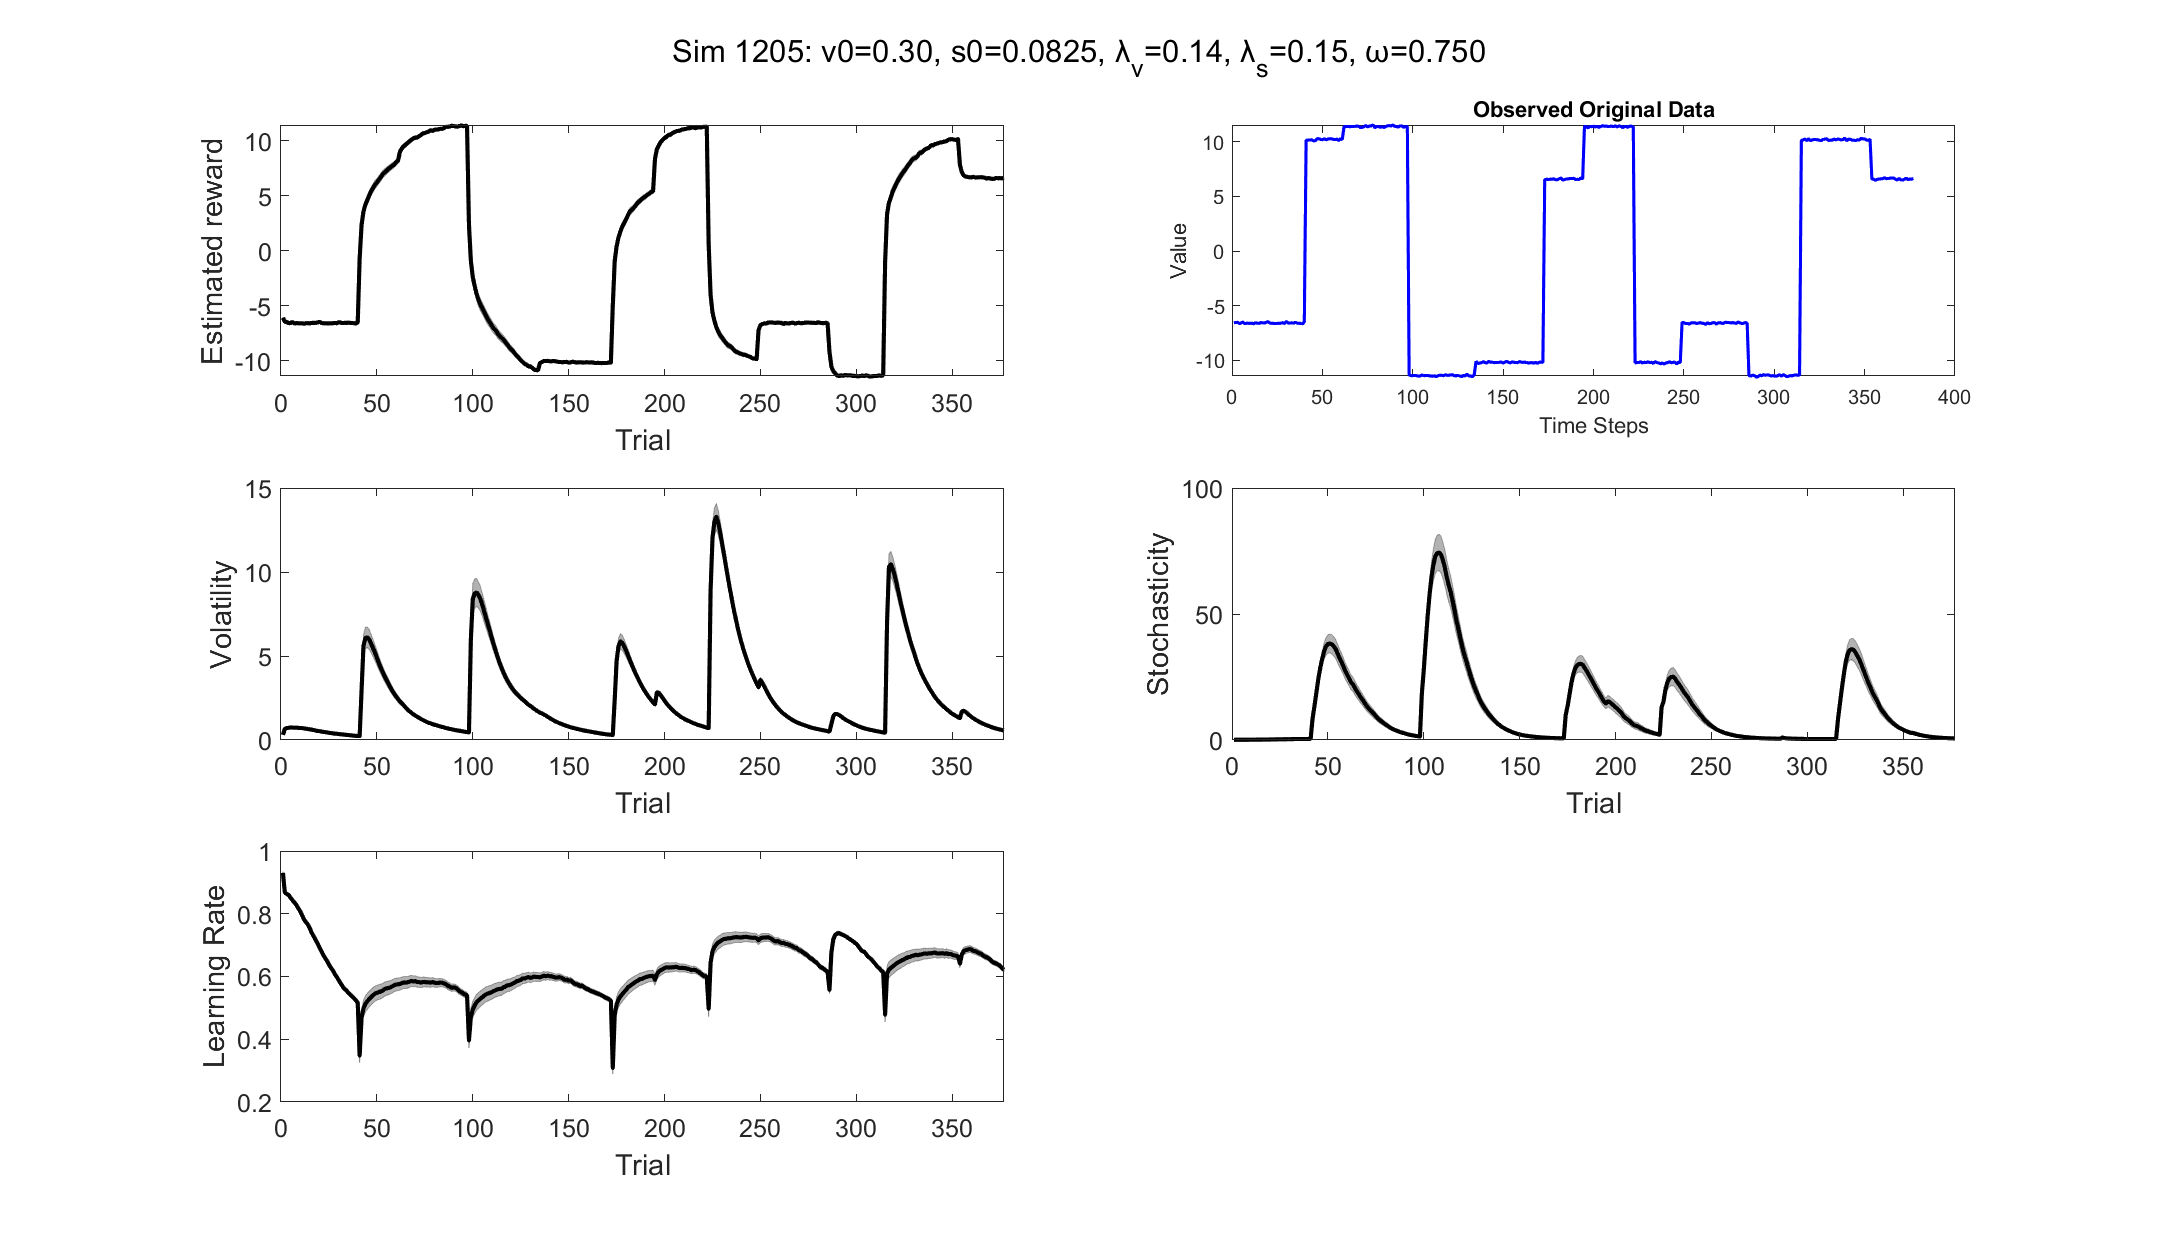 Sim 1205: v0=0.30, s0=0.0825, λ_v=0.14, λ_s=0.15, ω=0.750
Estimated reward
10
5
0
-5
-10
0 50 100 150 200 250 300 350
Trial
Observed Original Data
Value
10
5
0
-5
-10
0 50 100 150 200 250 300 350 400
Time Steps
Volatility
15
10
5
0
0 50 100 150 200 250 300 350
Trial
Stochasticity
100
50
0
0 50 100 150 200 250 300 350
Trial
Learning Rate
1
0.8
0.6
0.4
0.2
0 50 100 150 200 250 300 350
Trial